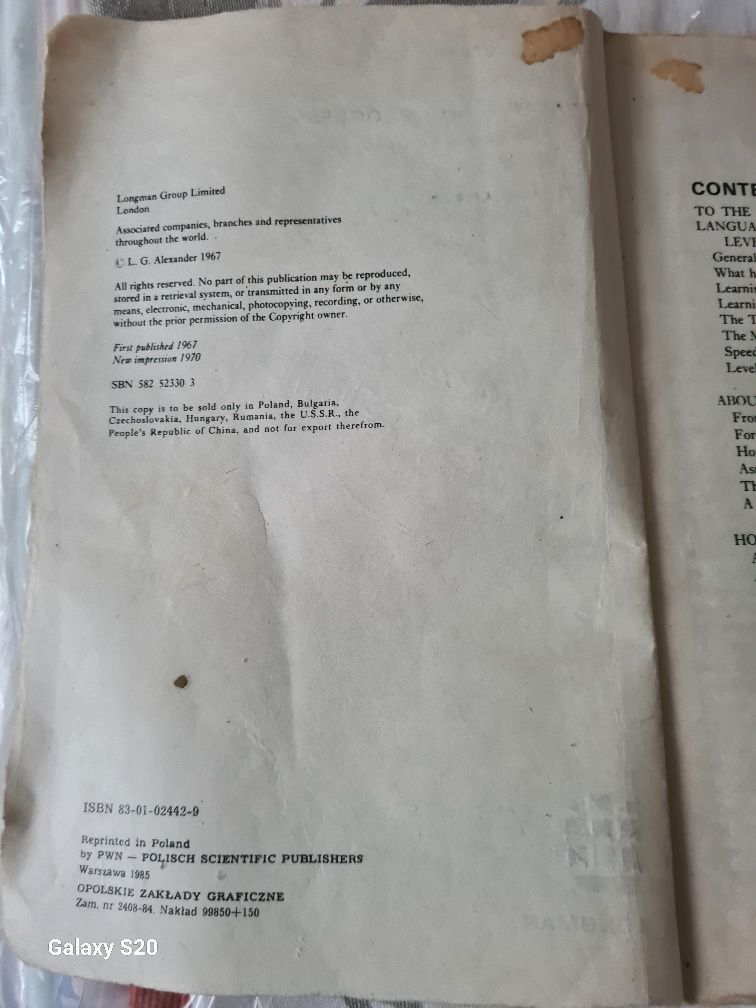 Longman Group Limited
London
Associated companies, branches and representatives
throughout the world.
© L. G. Alexander 1967
All rights reserved. No part of this publication may be reproduced,
stored in a retrieval system, or transmitted in any form or by any
means, electronic, mechanical, photocopying, recording, or otherwise,
without the prior permission of the Copyright owner.
First published 1967
New impression 1970
SBN 582 52330 3
This copy is to be sold only in Poland, Bulgaria,
Czechoslovakia, Hungary, Rumania, the U.S.S.R., the
People's Republic of China, and not for export therefrom.
ISBN 83-01-02442-9
Reprinted in Poland
by PWN — POLISCH SCIENTIFIC PUBLISHERS
Warszawa 1985
OPOLSKIE ZAKŁADY GRAFICZNE
Zam. nr 2408-84. Nakład 99850+150
Galaxy S20
CONTE
TO THE
LANGUA
LEVE
General
What h
Learnin
Learni
The T
The M
Speed
Level
ABOU
Fro
For
Ho
Ass
Th
A
HO